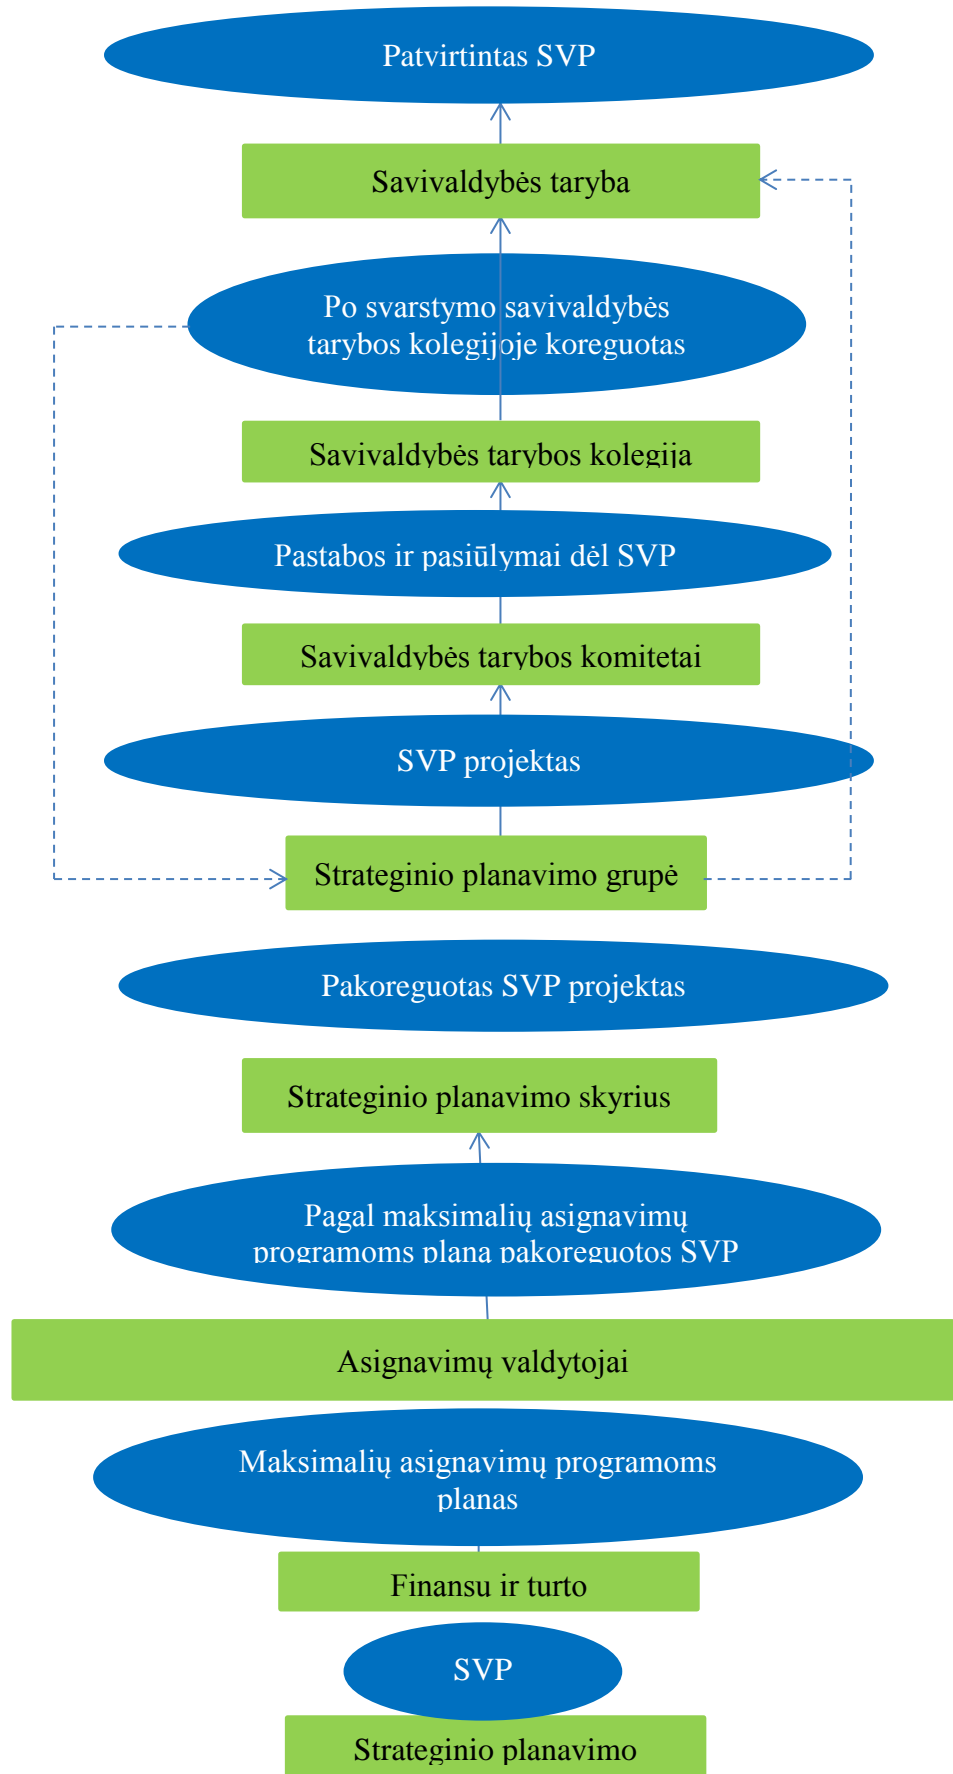 Patvirtintas SVP
Savivaldybės taryba
Po svarstymo savivaldybės
tarybos kolegijoje koreguotas
Savivaldybės tarybos kolegija
Pastabos ir pasiūlymai dėl SVP
Savivaldybės tarybos komitetai
SVP projektas
Strateginio planavimo grupė
Pakoreguotas SVP projektas
Strateginio planavimo skyrius
Pagal maksimalių asignavimų
programoms plana pakoreguotos SVP
Asignavimų valdytojai
Maksimalių asignavimų programoms
planas
Finansu ir turto
SVP
Strateginio planavimo